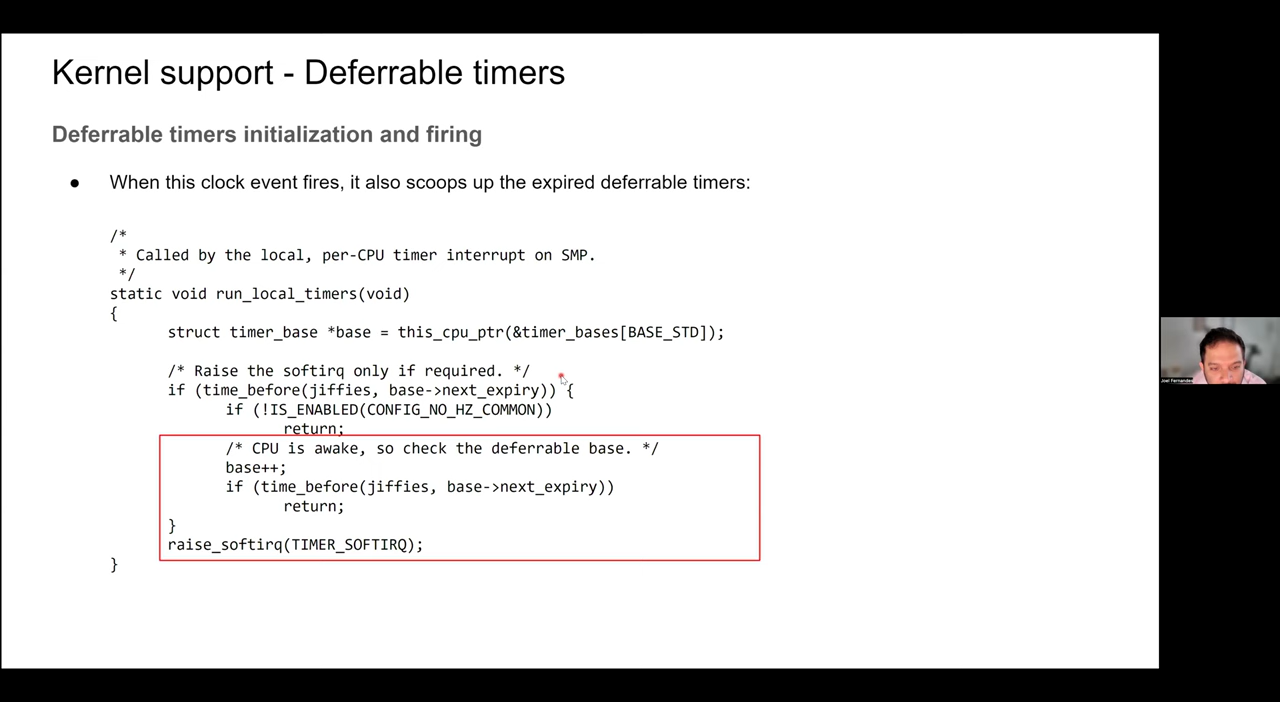 Kernel support - Deferrable timers
Deferrable timers initialization and firing
● When this clock event fires, it also scoops up the expired deferrable timers:
/*
 * Called by the local, per-CPU timer interrupt on SMP.
 */
static void run_local_timers(void)
{
struct timer_base *base = this_cpu_ptr(&timer_bases[BASE_STD]);
/* Raise the softirq only if required. */
if (time_before(jiffies, base->next_expiry)) {
if (!IS_ENABLED(CONFIG_NO_HZ_COMMON))
return;
/* CPU is awake, so check the deferrable base. */
base++;
if (time_before(jiffies, base->next_expiry))
return;
}
raise_softirq(TIMER_SOFTIRQ);
}
Joel Fernandes